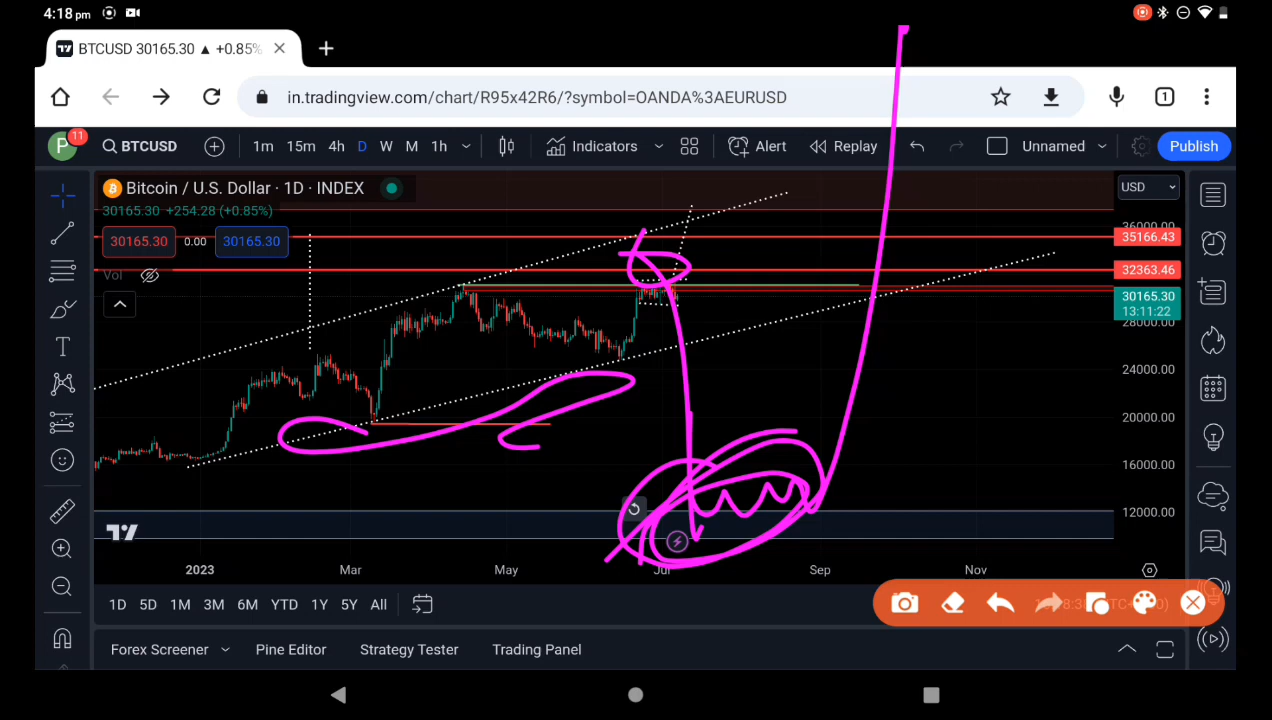 4:18 pm
BTCUSD 30165.30 ▲ +0.85%
in.tradingview.com/chart/R95x42R6/?symbol=OANDA%3AEURUSD
P 11 BTCUSD 1m 15m 4h D W M 1h Indicators Alert Replay Unnamed Publish
Bitcoin / U.S. Dollar · 1D · INDEX USD
30165.30 +254.28 (+0.85%)
36000.00
30165.30 0.00 30165.30 35166.43
Vol 32363.46
30165.30
13:11:22
28000.00
24000.00
20000.00
16000.00
12000.00
2023 Mar May Jul Sep Nov
1D 5D 1M 3M 6M YTD 1Y 5Y All
Forex Screener Pine Editor Strategy Tester Trading Panel